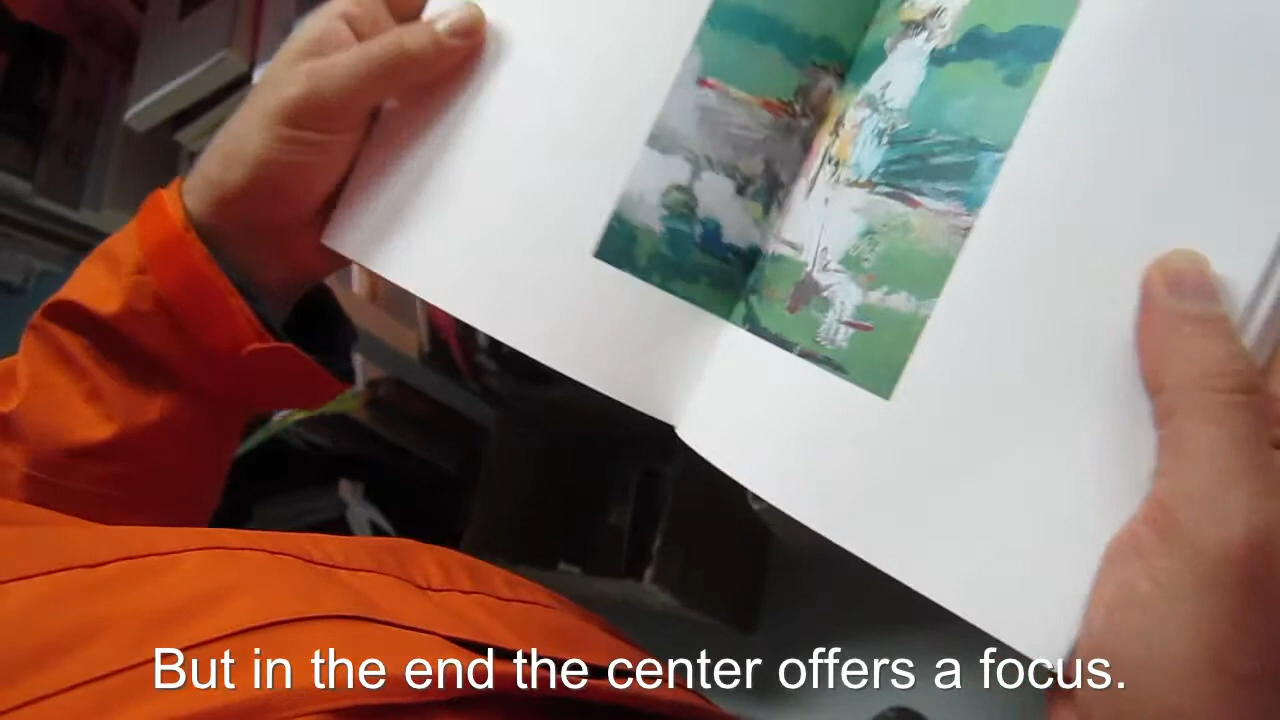 But in the end the center offers a focus.